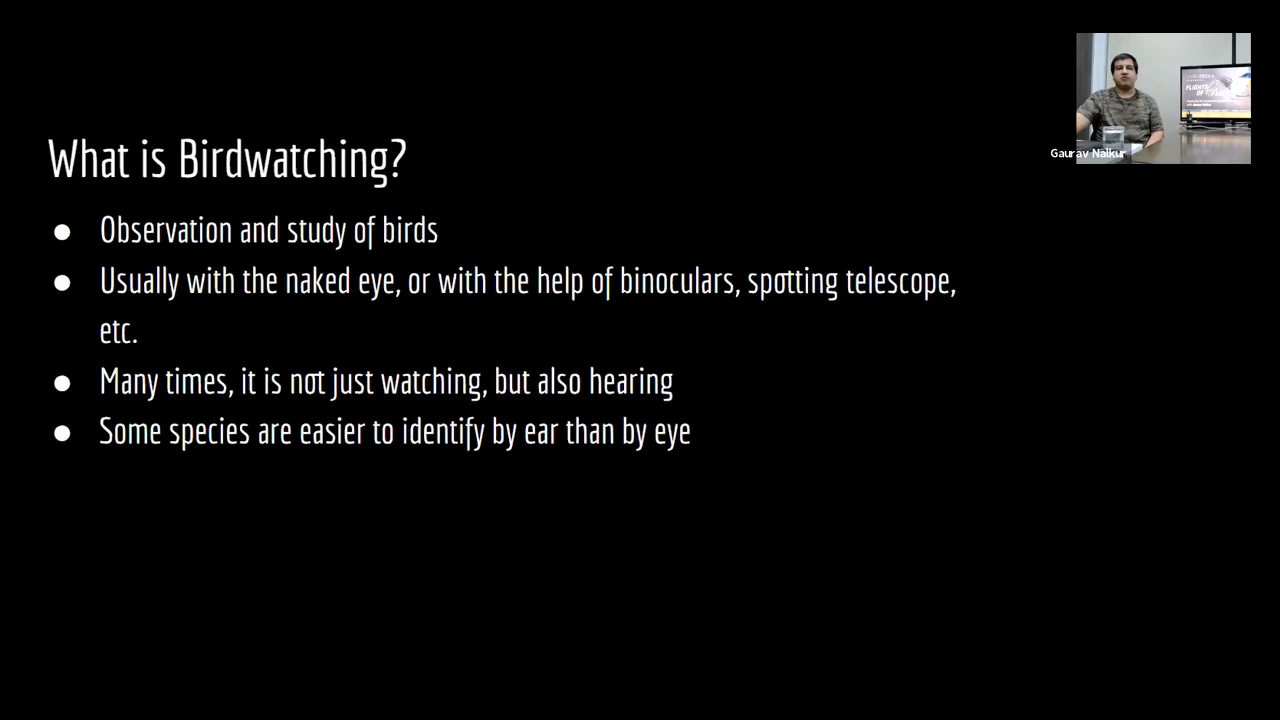 What is Birdwatching?
● Observation and study of birds
● Usually with the naked eye, or with the help of binoculars, spotting telescope,
etc.
● Many times, it is not just watching, but also hearing
● Some species are easier to identify by ear than by eye
Gaurav Nalkur
FLIGHTS